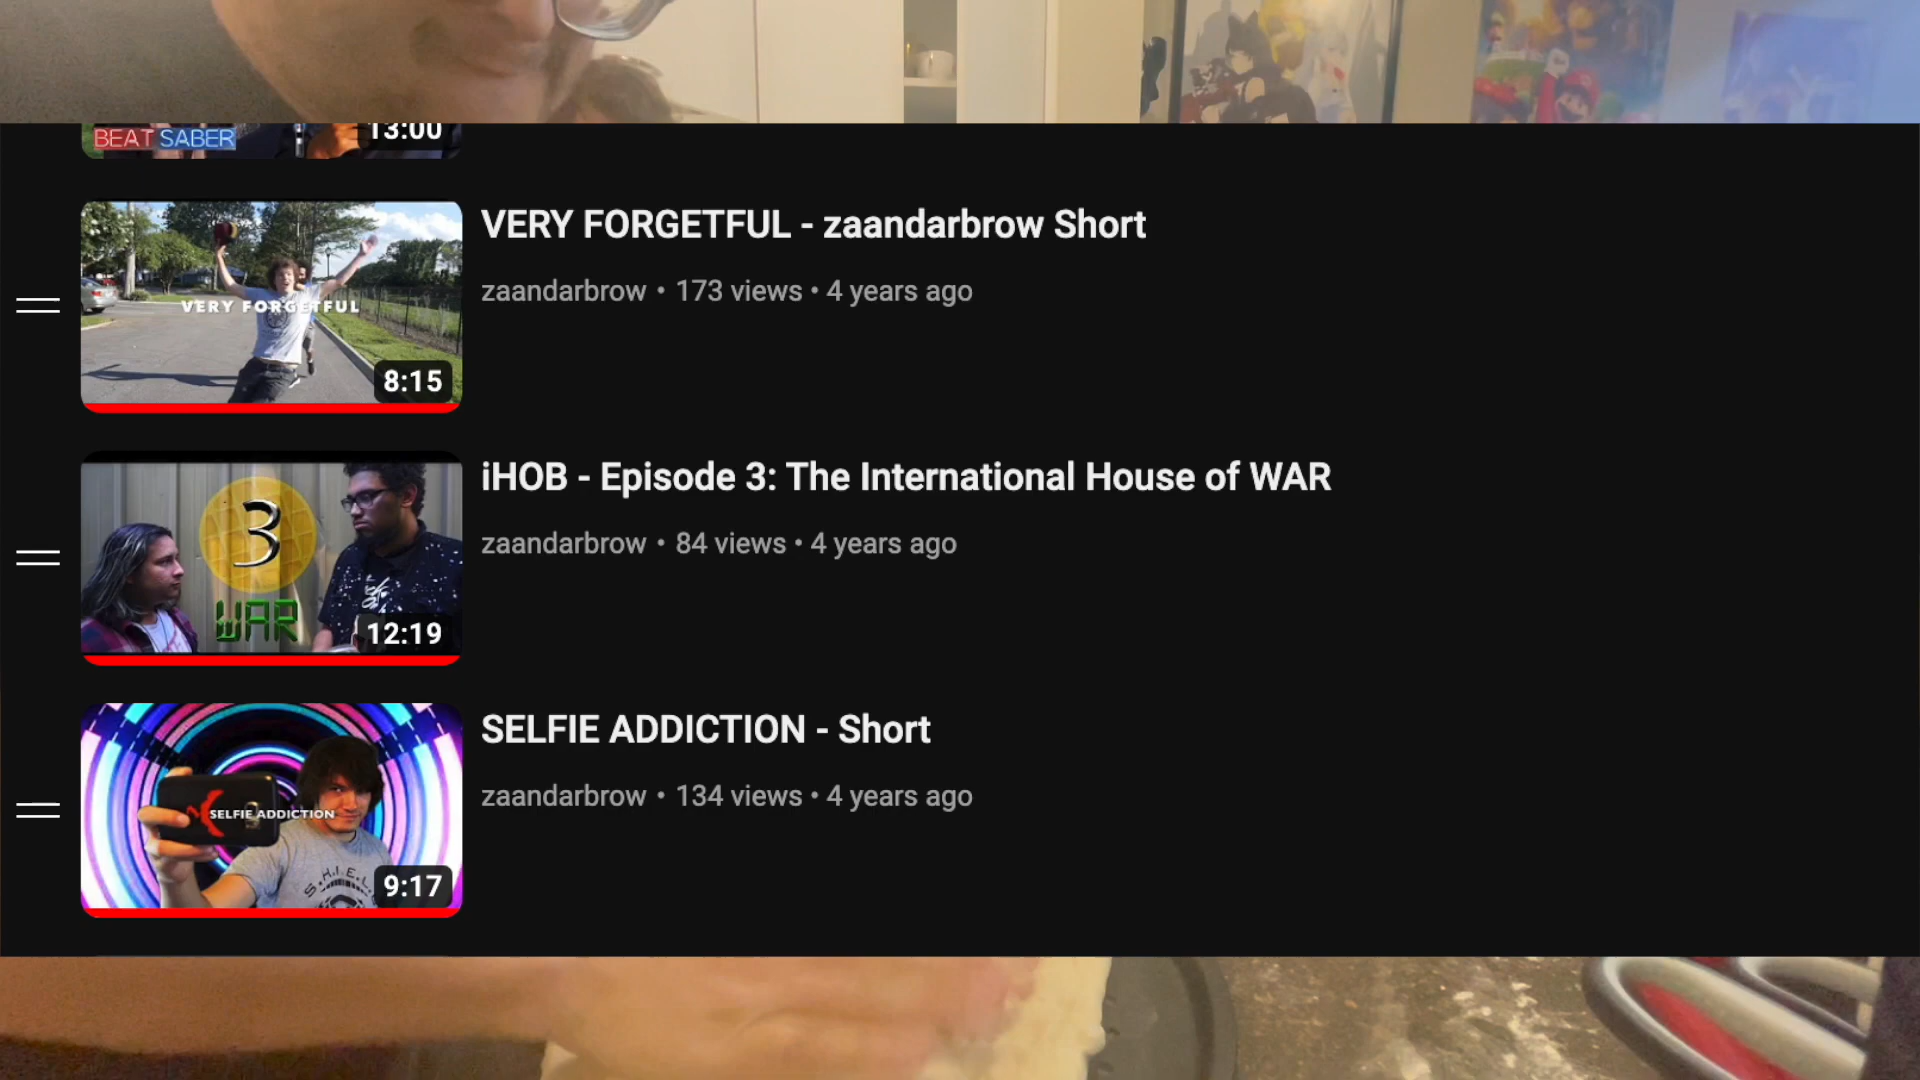 BEAT SABER
13:00
VERY FORGETFUL - zaandarbrow Short
zaandarbrow • 173 views • 4 years ago
VERY FORGETFUL
8:15
iHOB - Episode 3: The International House of WAR
zaandarbrow • 84 views • 4 years ago
3
WAR
12:19
SELFIE ADDICTION - Short
zaandarbrow • 134 views • 4 years ago
SELFIE ADDICTION
S.H.I.E.L.
9:17